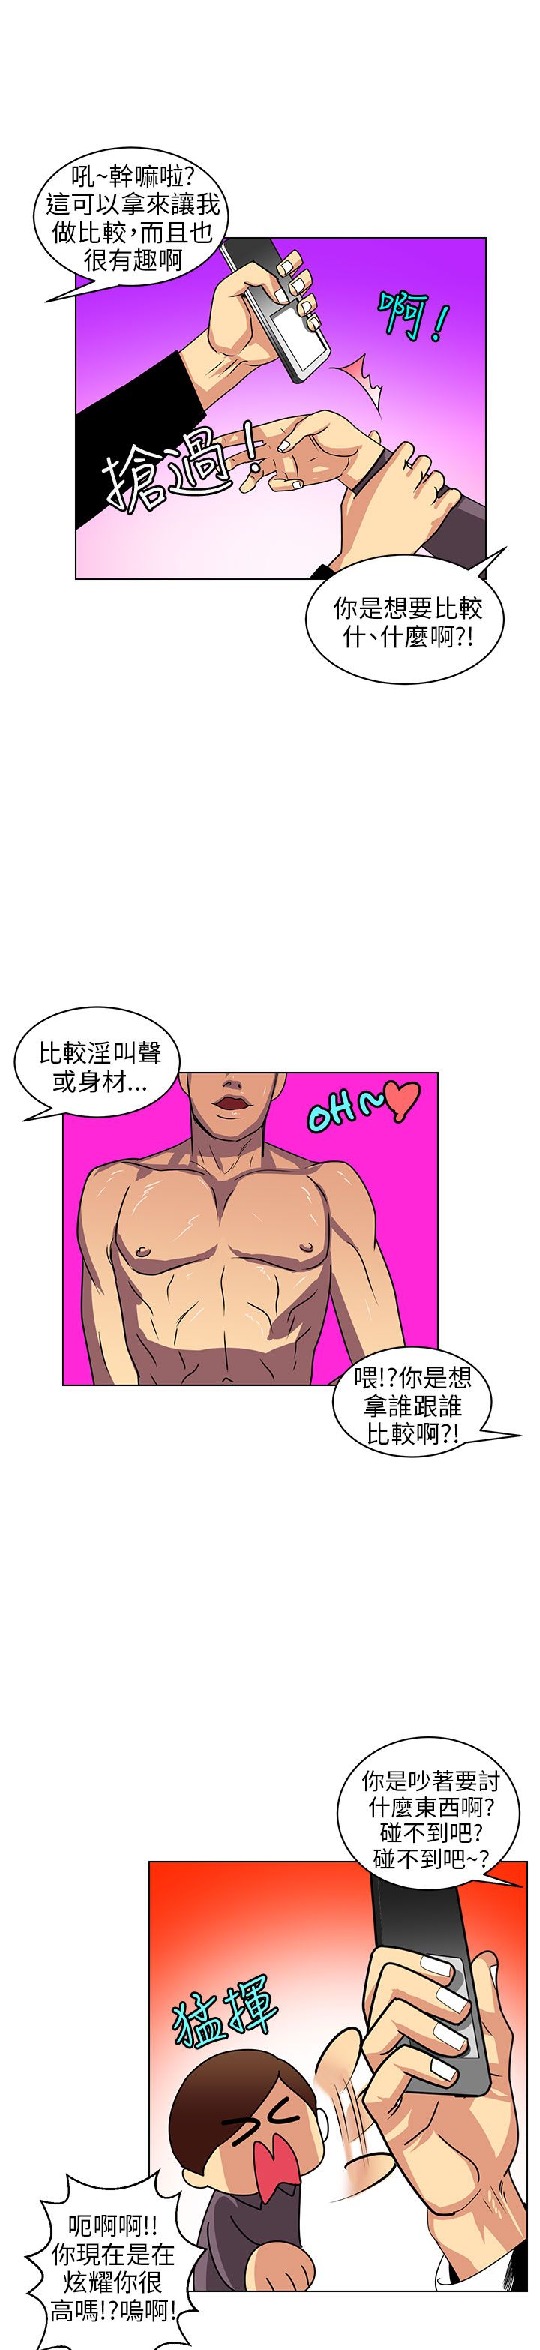 吼~幹嘛啦?
這可以拿來讓我
做比較,而且也
很有趣啊
啊!
搶過!
你是想要比較
什、什麼啊?!
比較淫叫聲
或身材...
OH~
喂!?你是想
拿誰跟誰
比較啊?!
你是吵著要討
什麼東西啊?
碰不到吧?
碰不到吧~?
猛揮
呃啊啊!!
你現在是在
炫耀你很
高嗎!?嗚啊!